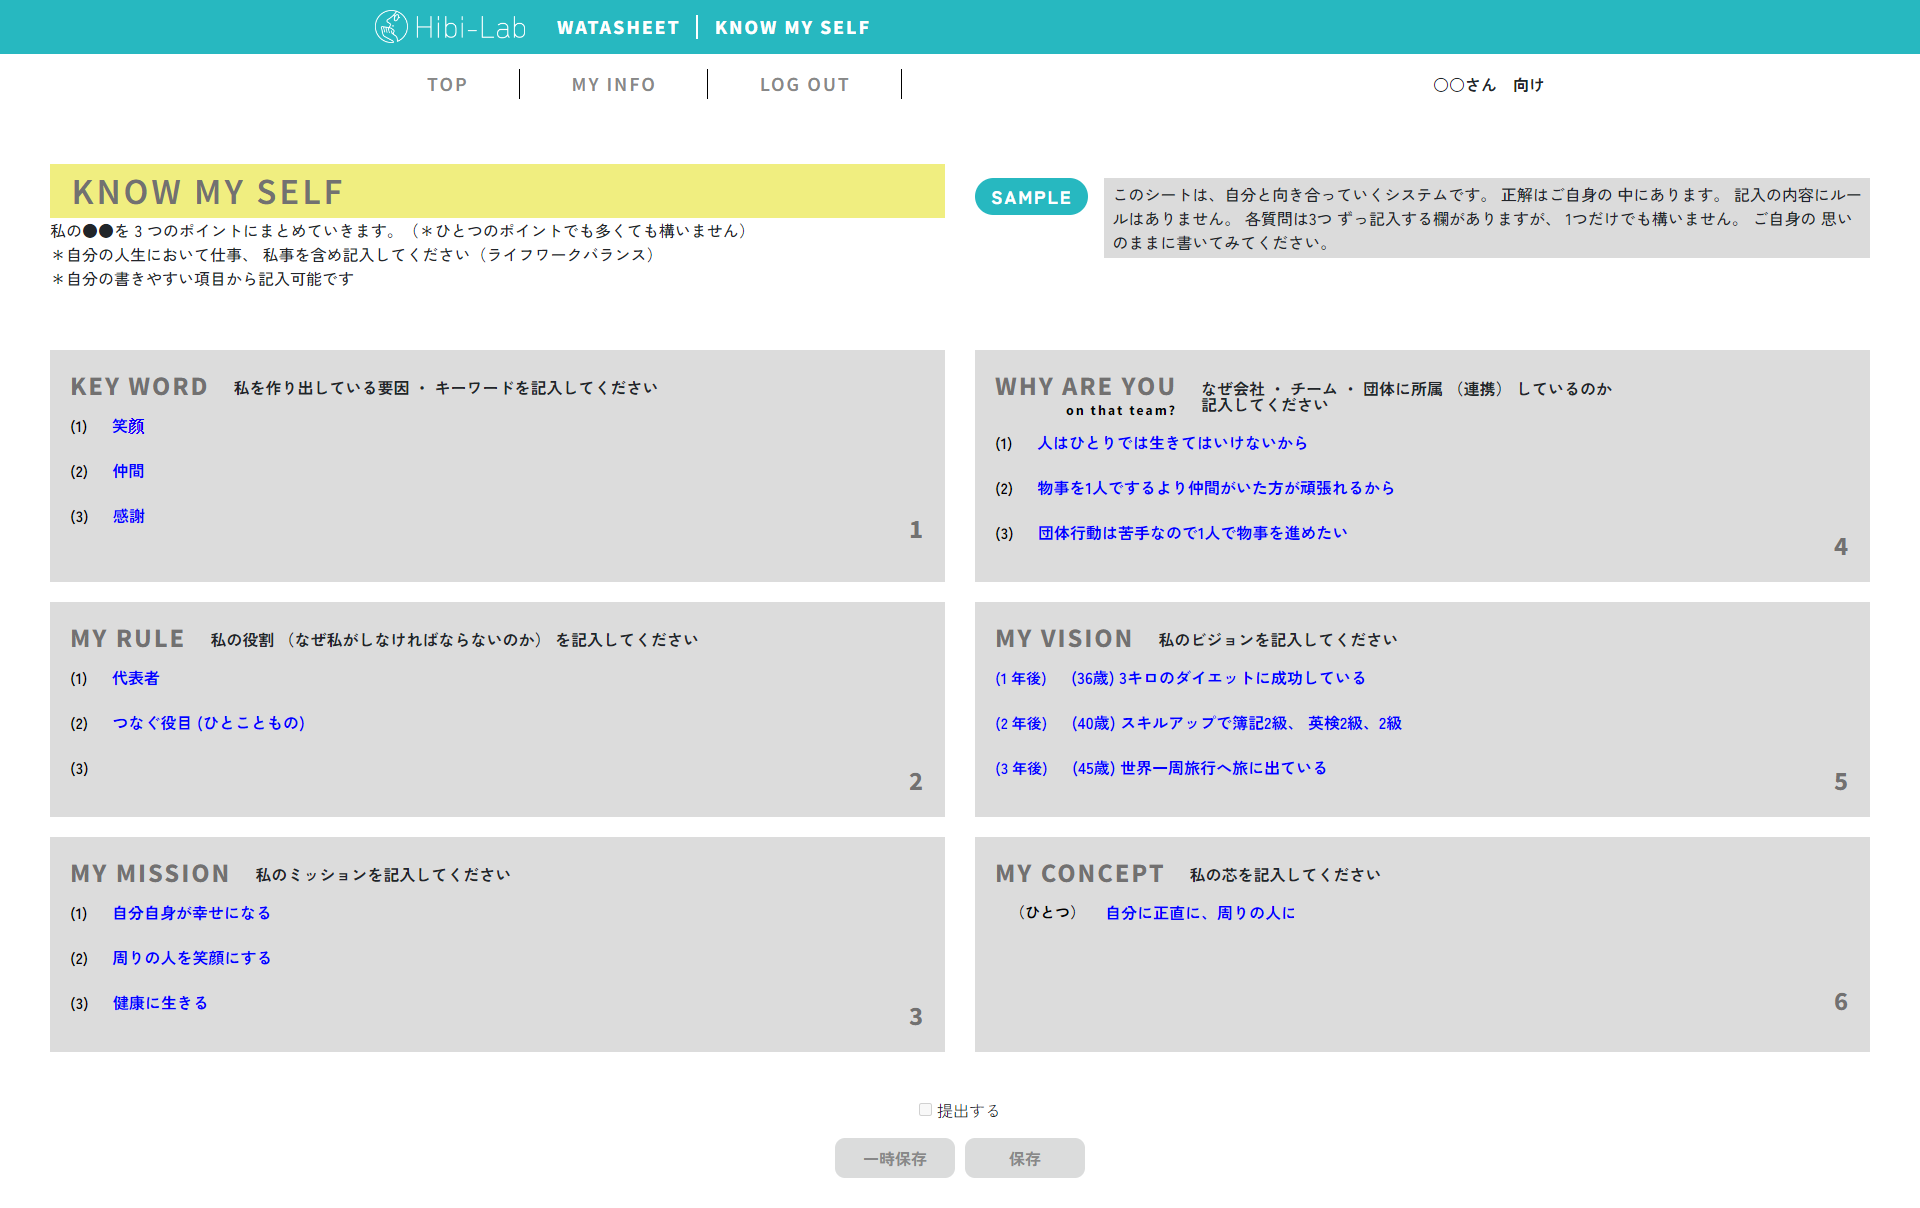 Hibi-Lab WATASHEET KNOW MY SELF
TOP MY INFO LOG OUT 〇〇さん 向け
KNOW MY SELF
私の●●を 3 つのポイントにまとめていきます。（＊ひとつのポイントでも多くても構いません）
＊自分の人生において仕事、 私事を含め記入してください（ライフワークバランス）
＊自分の書きやすい項目から記入可能です
SAMPLE
このシートは、自分と向き合っていくシステムです。 正解はご自身の 中にあります。 記入の内容にルー
ルはありません。 各質問は3つ ずっ記入する欄がありますが、 1つだけでも構いません。 ご自身の 思い
のままに書いてみてください。
KEY WORD 私を作り出している要因 ・ キーワードを記入してください
(1) 笑顔
(2) 仲間
(3) 感謝
1
WHY ARE YOU なぜ会社 ・ チーム ・ 団体に所属 （連携） しているのか
on that team? 記入してください
(1) 人はひとりでは生きてはいけないから
(2) 物事を1人でするより仲間がいた方が頑張れるから
(3) 団体行動は苦手なので1人で物事を進めたい
4
MY RULE 私の役割 （なぜ私がしなければならないのか） を記入してください
(1) 代表者
(2) つなぐ役目 (ひとこともの)
(3)
2
MY VISION 私のビジョンを記入してください
(1 年後) (36歳) 3キロのダイエットに成功している
(2 年後) (40歳) スキルアップで簿記2級、 英検2級、2級
(3 年後) (45歳) 世界一周旅行へ旅に出ている
5
MY MISSION 私のミッションを記入してください
(1) 自分自身が幸せになる
(2) 周りの人を笑顔にする
(3) 健康に生きる
3
MY CONCEPT 私の芯を記入してください
（ひとつ） 自分に正直に、周りの人に
6
提出する
一時保存 保存